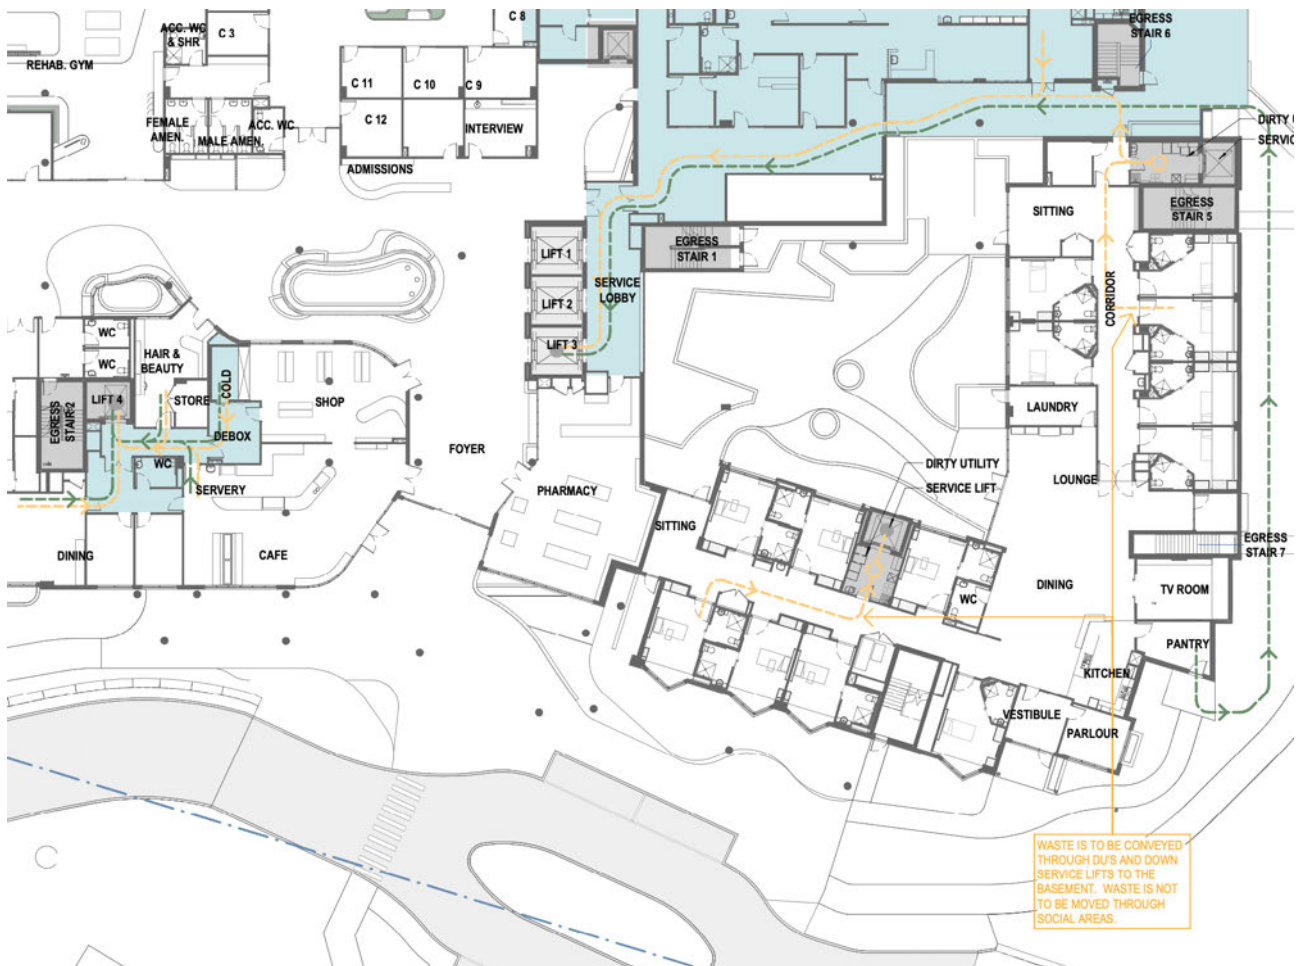 C 8
EGRESS
STAIR 6
ACC. WC
& SHR
C 3
REHAB. GYM
C 11
C 10
C 9
FEMALE
AMEN.
MALE AMEN.
ACC. WC
C 12
INTERVIEW
ADMISSIONS
DIRTY U
SERVIC
SITTING
EGRESS
STAIR 5
EGRESS
STAIR 1
LIFT 1
LIFT 2
LIFT 3
SERVICE
LOBBY
CORRIDOR
WC
WC
HAIR &
BEAUTY
LIFT 4
STORE
COLD
SHOP
EGRESS
STAIR 2
DEBOX
WC
SERVERY
FOYER
LAUNDRY
LOUNGE
DIRTY UTILITY
SERVICE LIFT
PHARMACY
SITTING
DINING
CAFE
EGRESS
STAIR 7
DINING
WC
TV ROOM
PANTRY
KITCHEN
VESTIBULE
PARLOUR
WASTE IS TO BE CONVEYED
THROUGH DU'S AND DOWN
SERVICE LIFTS TO THE
BASEMENT. WASTE IS NOT
TO BE MOVED THROUGH
SOCIAL AREAS.